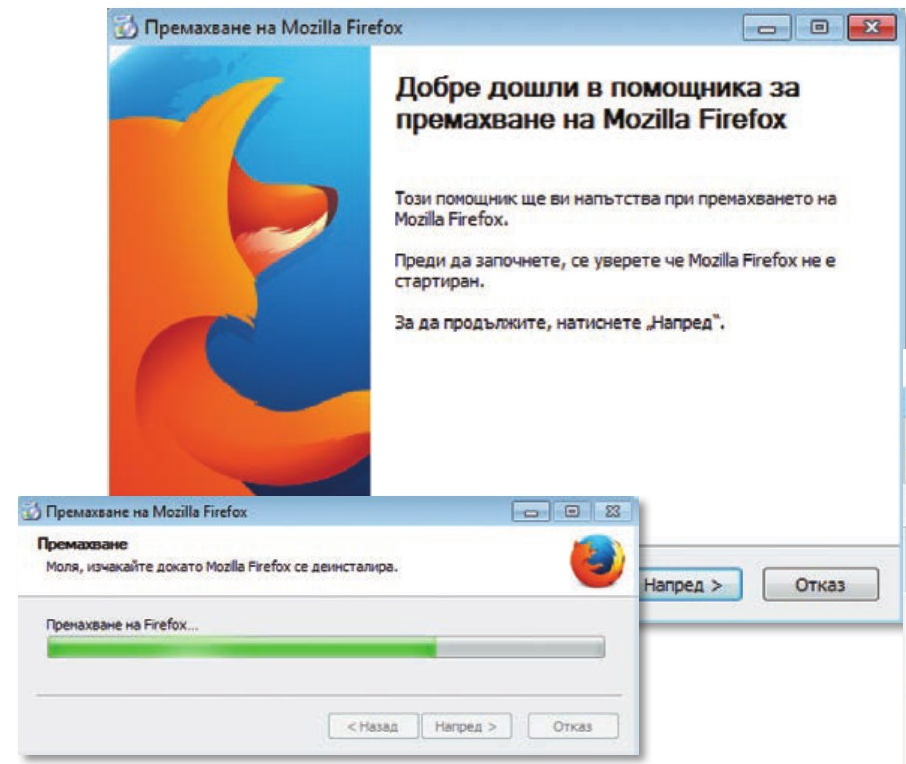 Премахване на Mozilla Firefox
Добре дошли в помощника за
премахване на Mozilla Firefox
Този помощник ще ви напътства при премахването на
Mozilla Firefox.
Преди да започнете, се уверете че Mozilla Firefox не е
стартиран.
За да продължите, натиснете „Напред“.
Напред >
Отказ
Премахване на Mozilla Firefox
Премахване
Моля, изчакайте докато Mozilla Firefox се деинсталира.
Премахване на Firefox...
< Назад
Напред >
Отказ